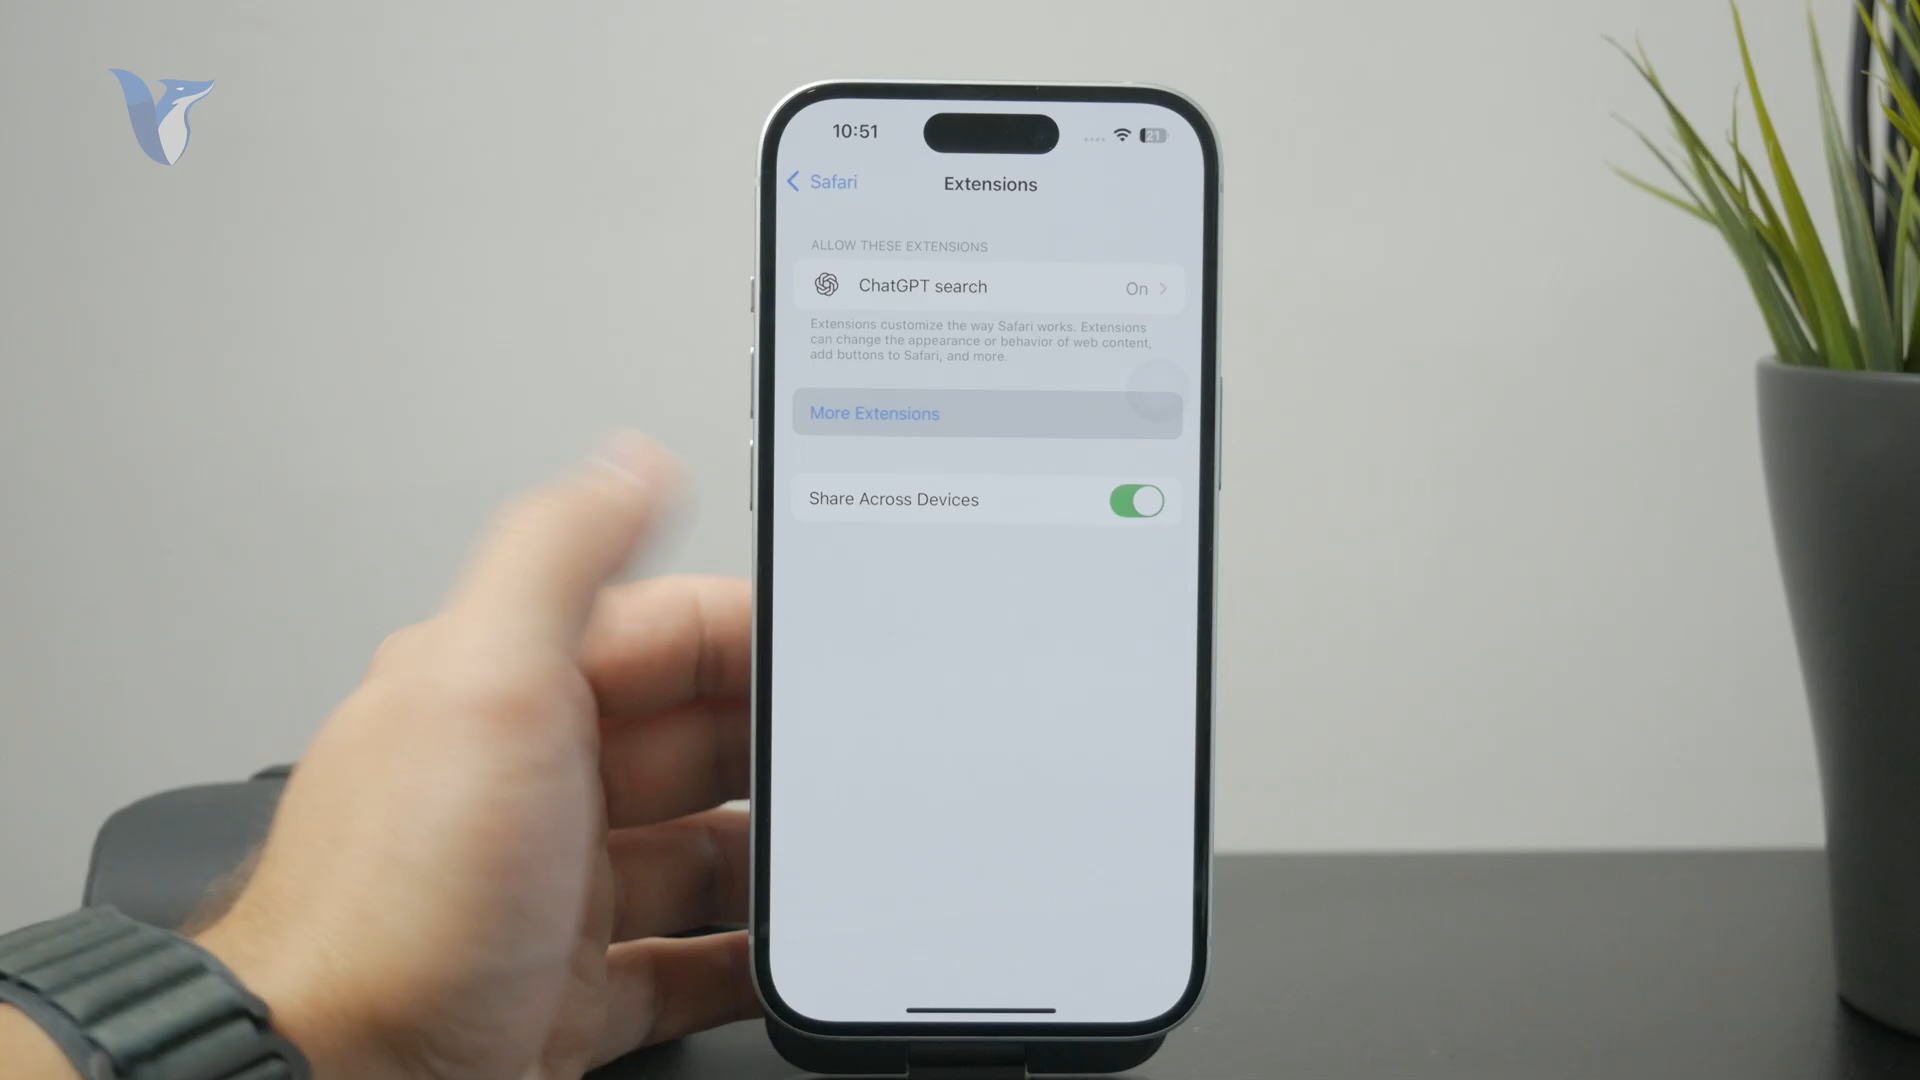 10:51
21
Safari
Extensions
ALLOW THESE EXTENSIONS
ChatGPT search
On
Extensions customize the way Safari works. Extensions
can change the appearance or behavior of web content,
add buttons to Safari, and more.
More Extensions
Share Across Devices